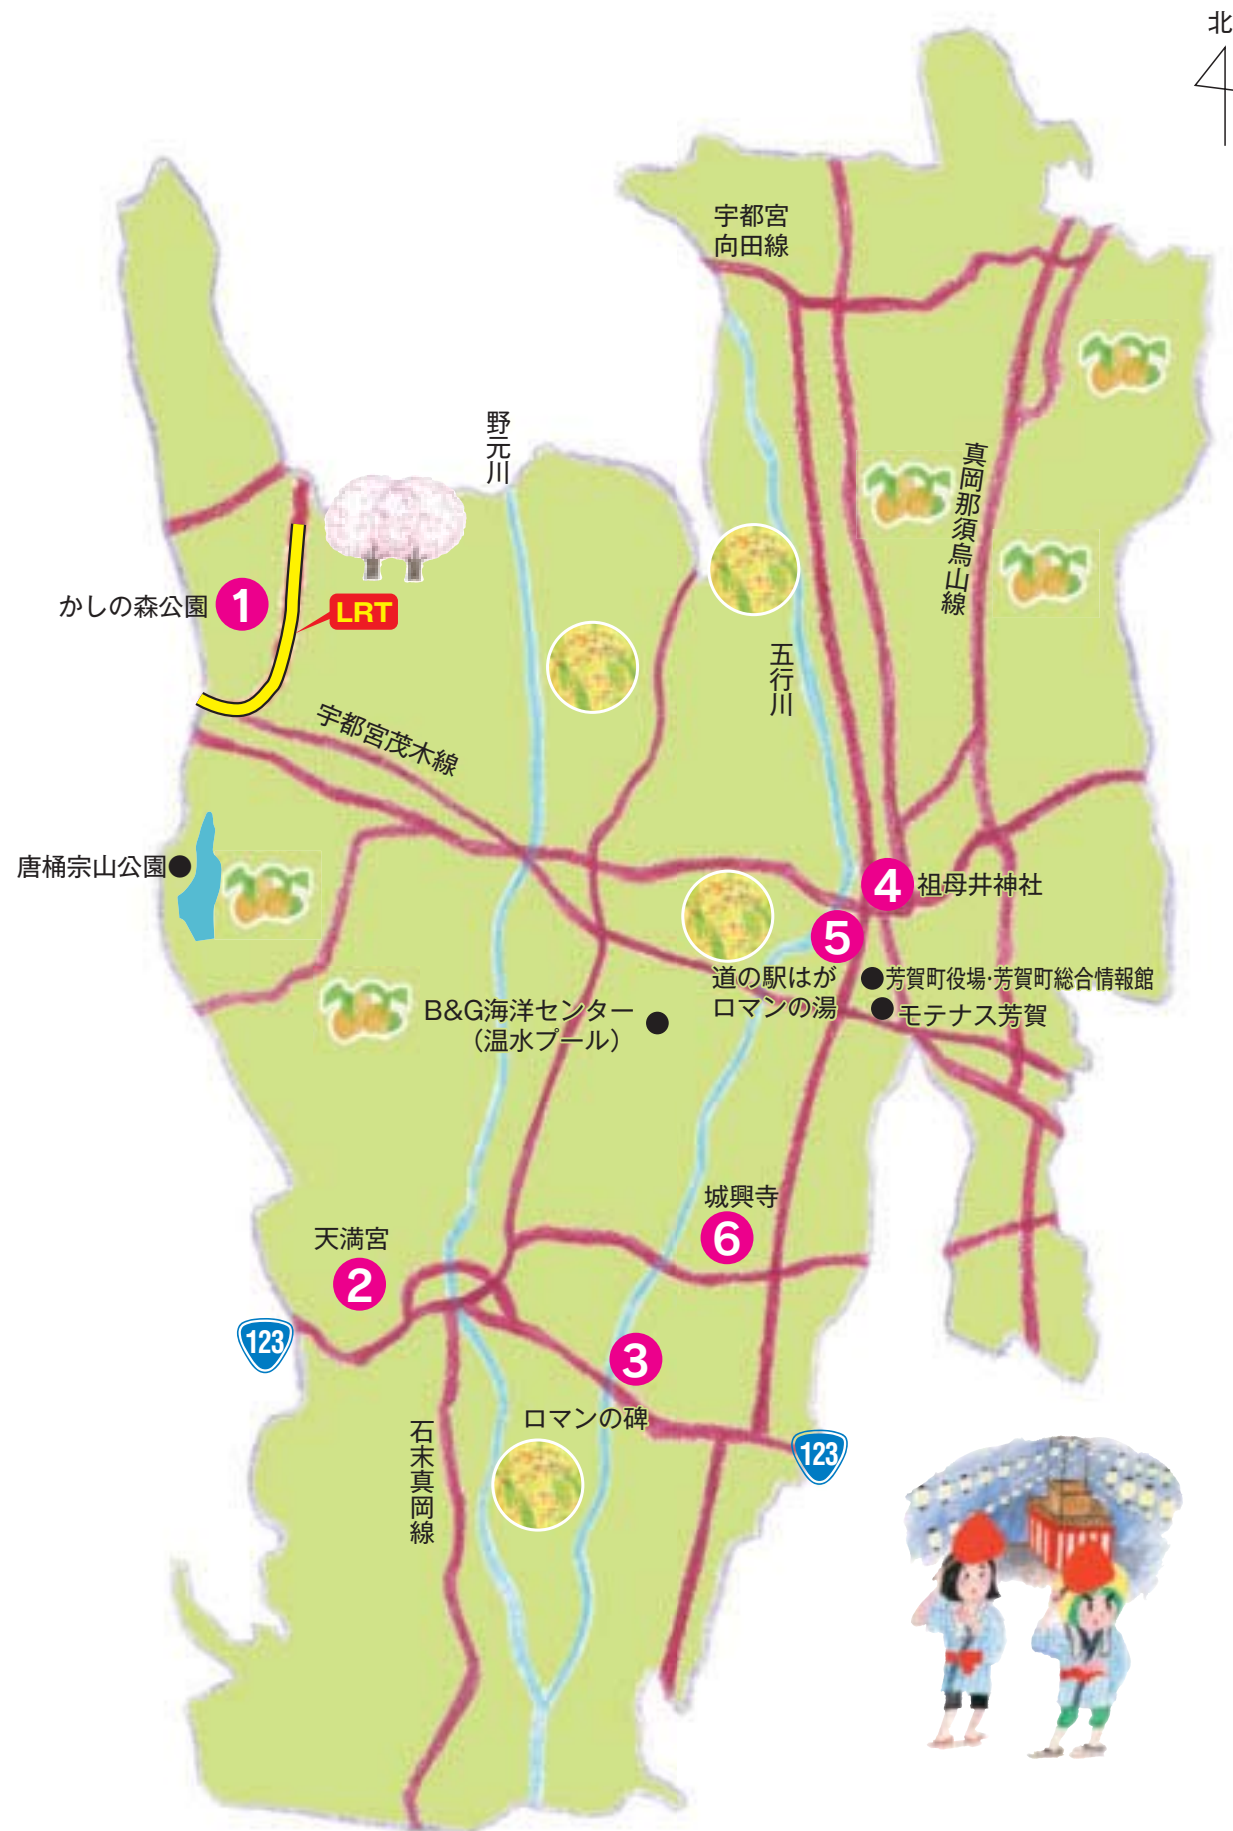 北
宇都宮
向田線
野元川
真岡那須烏山線
かしの森公園
1
LRT
五行川
宇都宮茂木線
唐桶宗山公園
4
祖母井神社
5
道の駅はが
ロマンの湯
芳賀町役場・芳賀町総合情報館
モテナス芳賀
B&G海洋センター
（温水プール）
城興寺
6
天満宮
2
123
3
ロマンの碑
石末真岡線
123